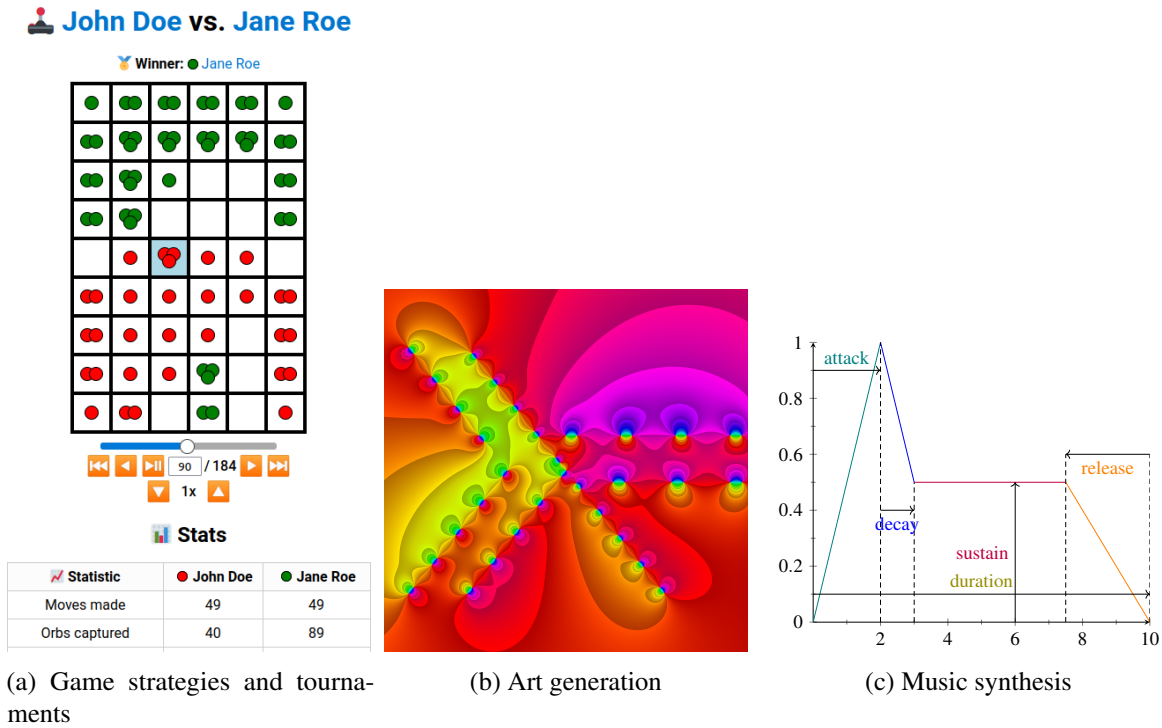 John Doe vs. Jane Roe
Winner: Jane Roe
90 / 184
1x
Stats
Statistic John Doe Jane Roe
Moves made 49 49
Orbs captured 40 89
(a) Game strategies and tourna-
ments
(b) Art generation
1
0.8
0.6
0.4
0.2
0
2 4 6 8 10
attack
decay
sustain
duration
release
(c) Music synthesis